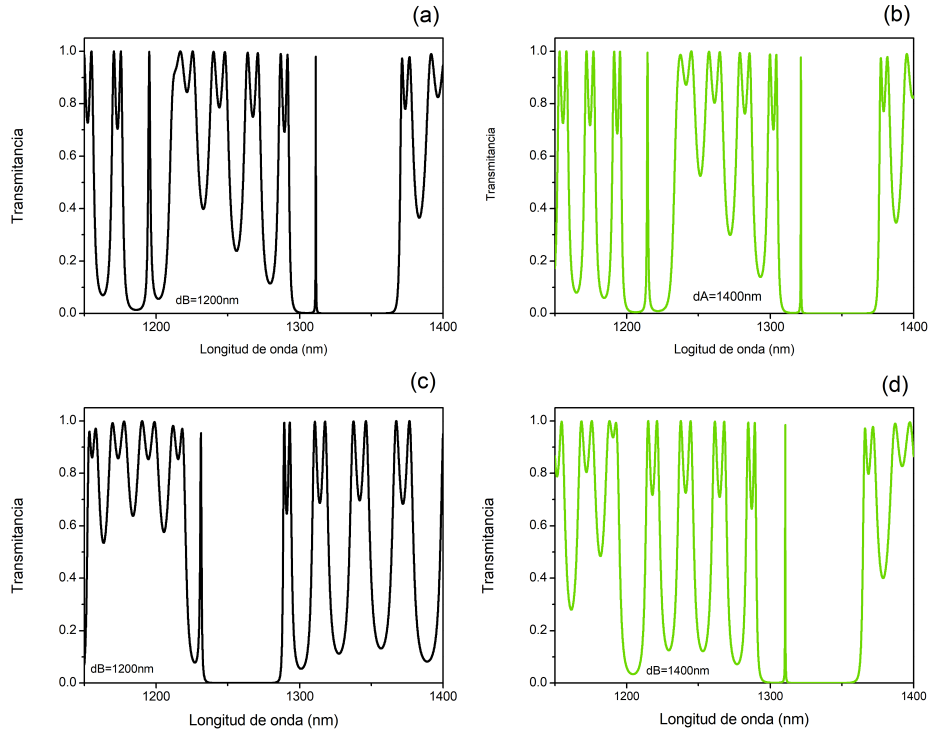 (a)
1.0
0.8
0.6
0.4
0.2
0.0
Transmitancia
dB=1200nm
1200
1300
1400
Longitud de onda (nm)
(b)
1.0
0.8
0.6
0.4
0.2
0.0
Transmitancia
dA=1400nm
1200
1300
1400
Logitud de onda (nm)
(c)
1.0
0.8
0.6
0.4
0.2
0.0
Transmitancia
dB=1200nm
1200
1300
1400
Longitud de onda (nm)
(d)
1.0
0.8
0.6
0.4
0.2
0.0
Transmitancia
dB=1400nm
1200
1300
1400
Longitud de onda (nm)